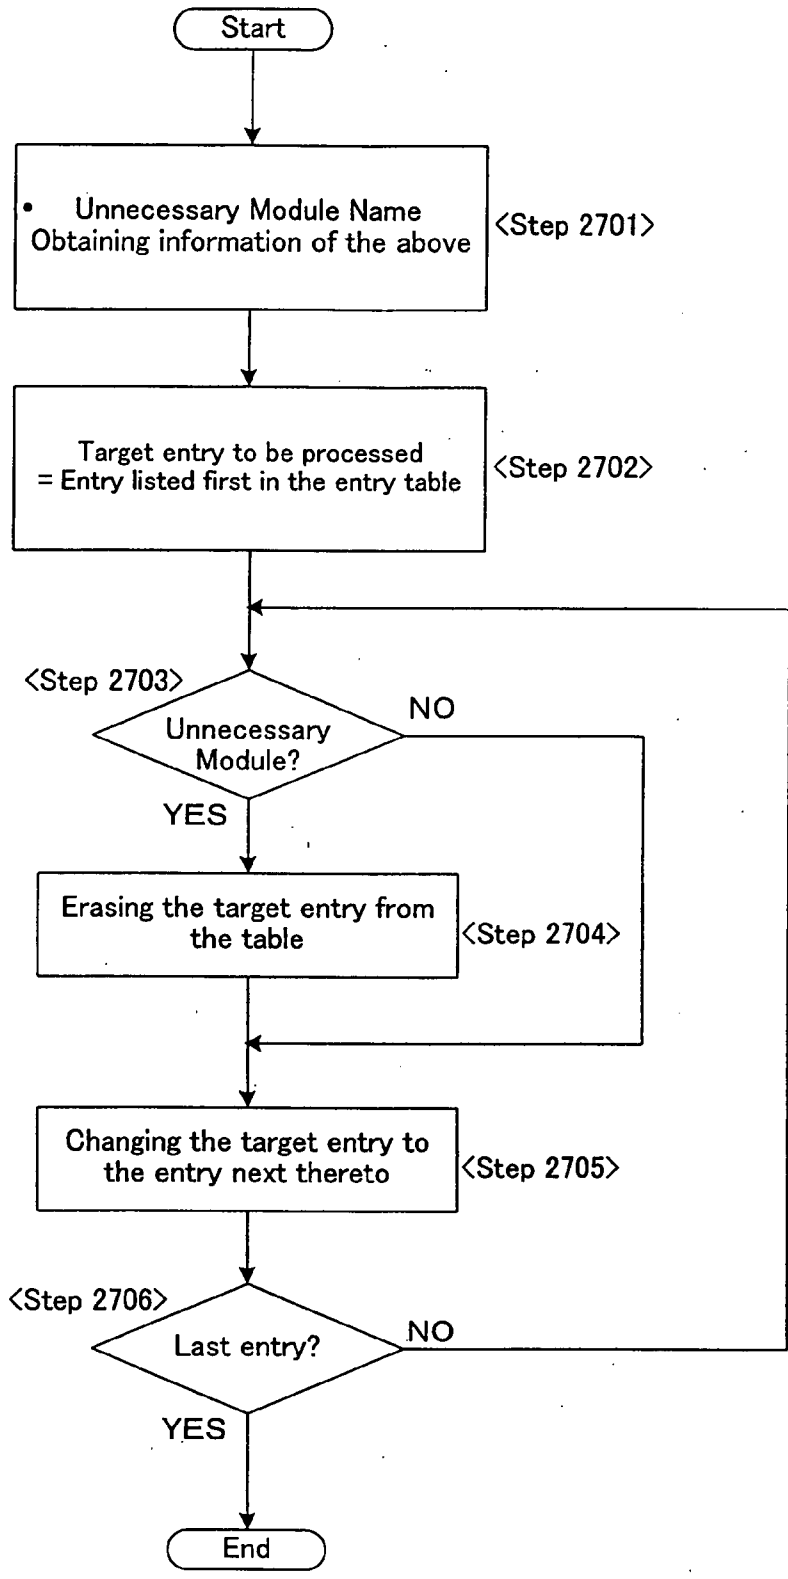 Start
• Unnecessary Module Name
Obtaining information of the above
<Step 2701>
Target entry to be processed
= Entry listed first in the entry table
<Step 2702>
<Step 2703>
Unnecessary
Module?
NO
YES
Erasing the target entry from
the table
<Step 2704>
Changing the target entry to
the entry next thereto
<Step 2705>
<Step 2706>
Last entry?
NO
YES
End